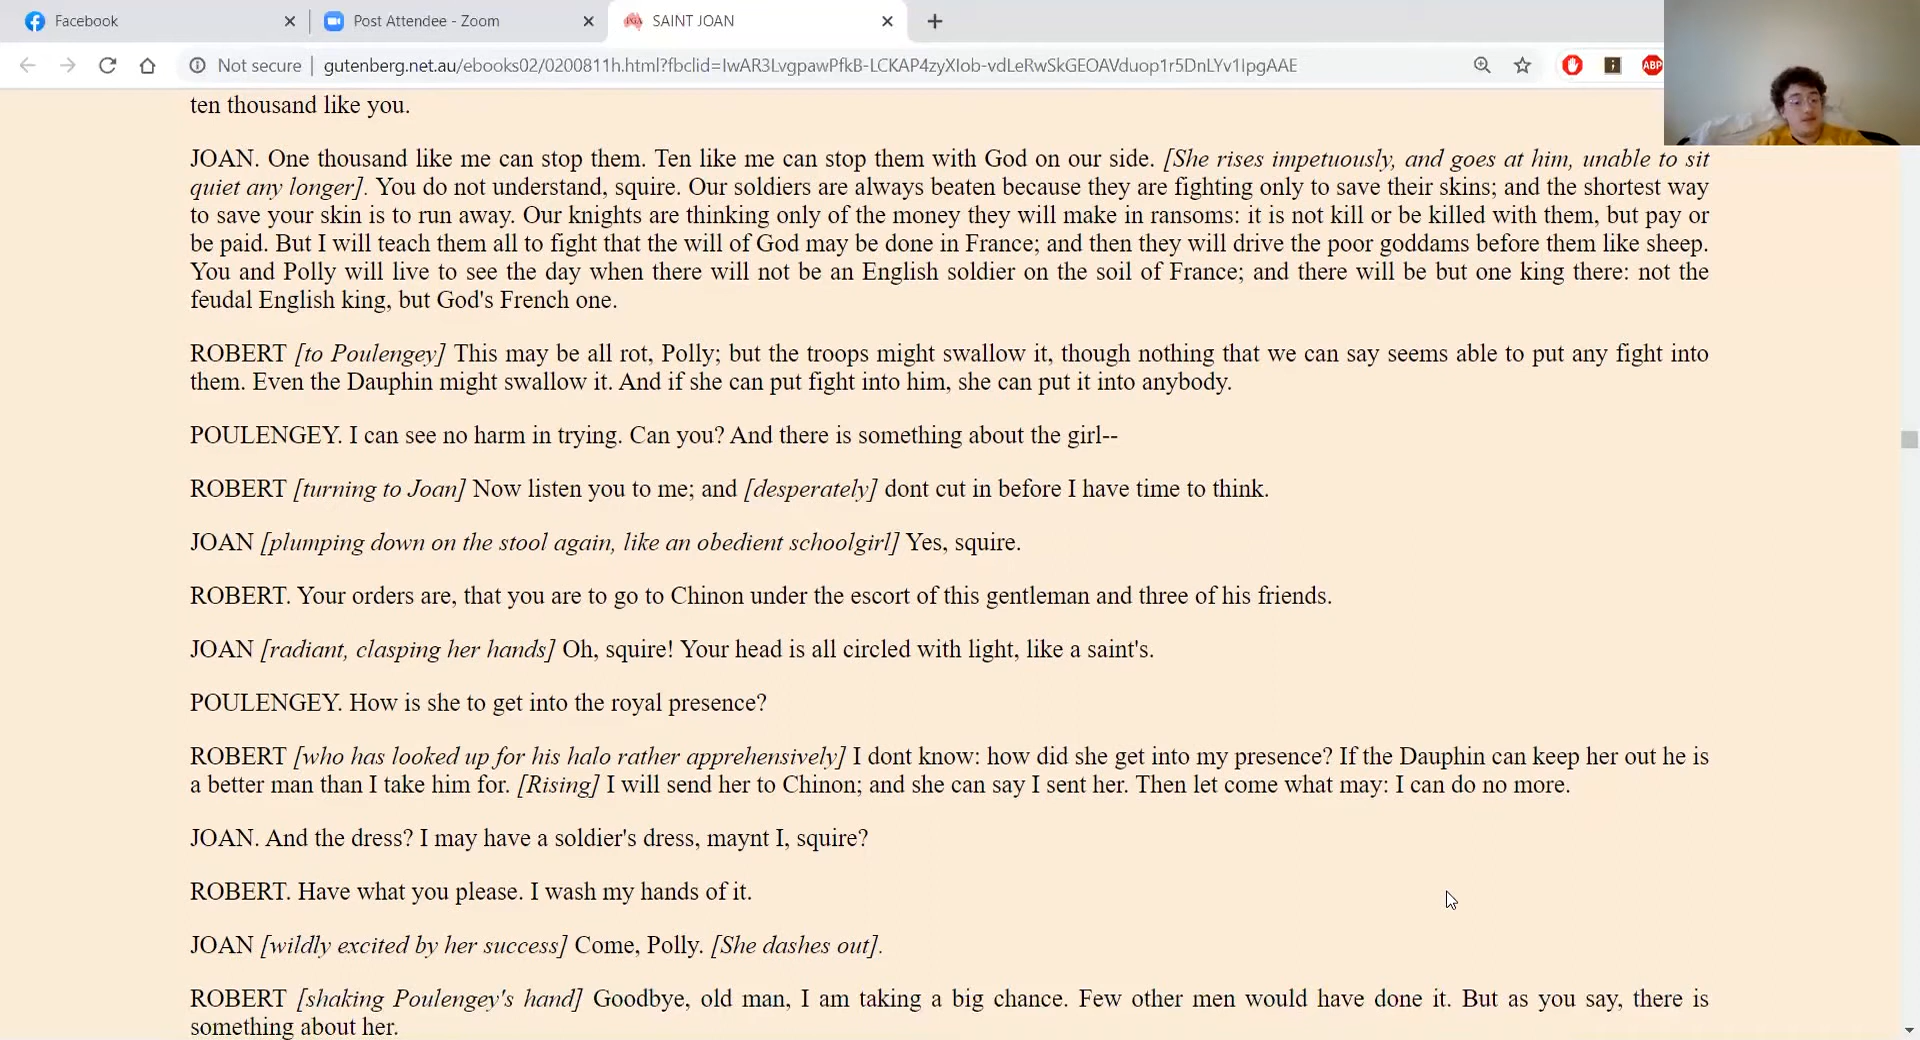 Facebook
Post Attendee - Zoom
SAINT JOAN
Not secure | gutenberg.net.au/ebooks02/0200811h.html?fbclid=IwAR3LvgpawPfkB-LCKAP4zyXIob-vdLeRwSkGEOAVduop1r5DnLYv1IpgAAE
ABP
ten thousand like you.
JOAN. One thousand like me can stop them. Ten like me can stop them with God on our side. [She rises impetuously, and goes at him, unable to sit
quiet any longer]. You do not understand, squire. Our soldiers are always beaten because they are fighting only to save their skins; and the shortest way
to save your skin is to run away. Our knights are thinking only of the money they will make in ransoms: it is not kill or be killed with them, but pay or
be paid. But I will teach them all to fight that the will of God may be done in France; and then they will drive the poor goddams before them like sheep.
You and Polly will live to see the day when there will not be an English soldier on the soil of France; and there will be but one king there: not the
feudal English king, but God's French one.
ROBERT [to Poulengey] This may be all rot, Polly; but the troops might swallow it, though nothing that we can say seems able to put any fight into
them. Even the Dauphin might swallow it. And if she can put fight into him, she can put it into anybody.
POULENGEY. I can see no harm in trying. Can you? And there is something about the girl--
ROBERT [turning to Joan] Now listen you to me; and [desperately] dont cut in before I have time to think.
JOAN [plumping down on the stool again, like an obedient schoolgirl] Yes, squire.
ROBERT. Your orders are, that you are to go to Chinon under the escort of this gentleman and three of his friends.
JOAN [radiant, clasping her hands] Oh, squire! Your head is all circled with light, like a saint's.
POULENGEY. How is she to get into the royal presence?
ROBERT [who has looked up for his halo rather apprehensively] I dont know: how did she get into my presence? If the Dauphin can keep her out he is
a better man than I take him for. [Rising] I will send her to Chinon; and she can say I sent her. Then let come what may: I can do no more.
JOAN. And the dress? I may have a soldier's dress, maynt I, squire?
ROBERT. Have what you please. I wash my hands of it.
JOAN [wildly excited by her success] Come, Polly. [She dashes out].
ROBERT [shaking Poulengey's hand] Goodbye, old man, I am taking a big chance. Few other men would have done it. But as you say, there is
something about her.